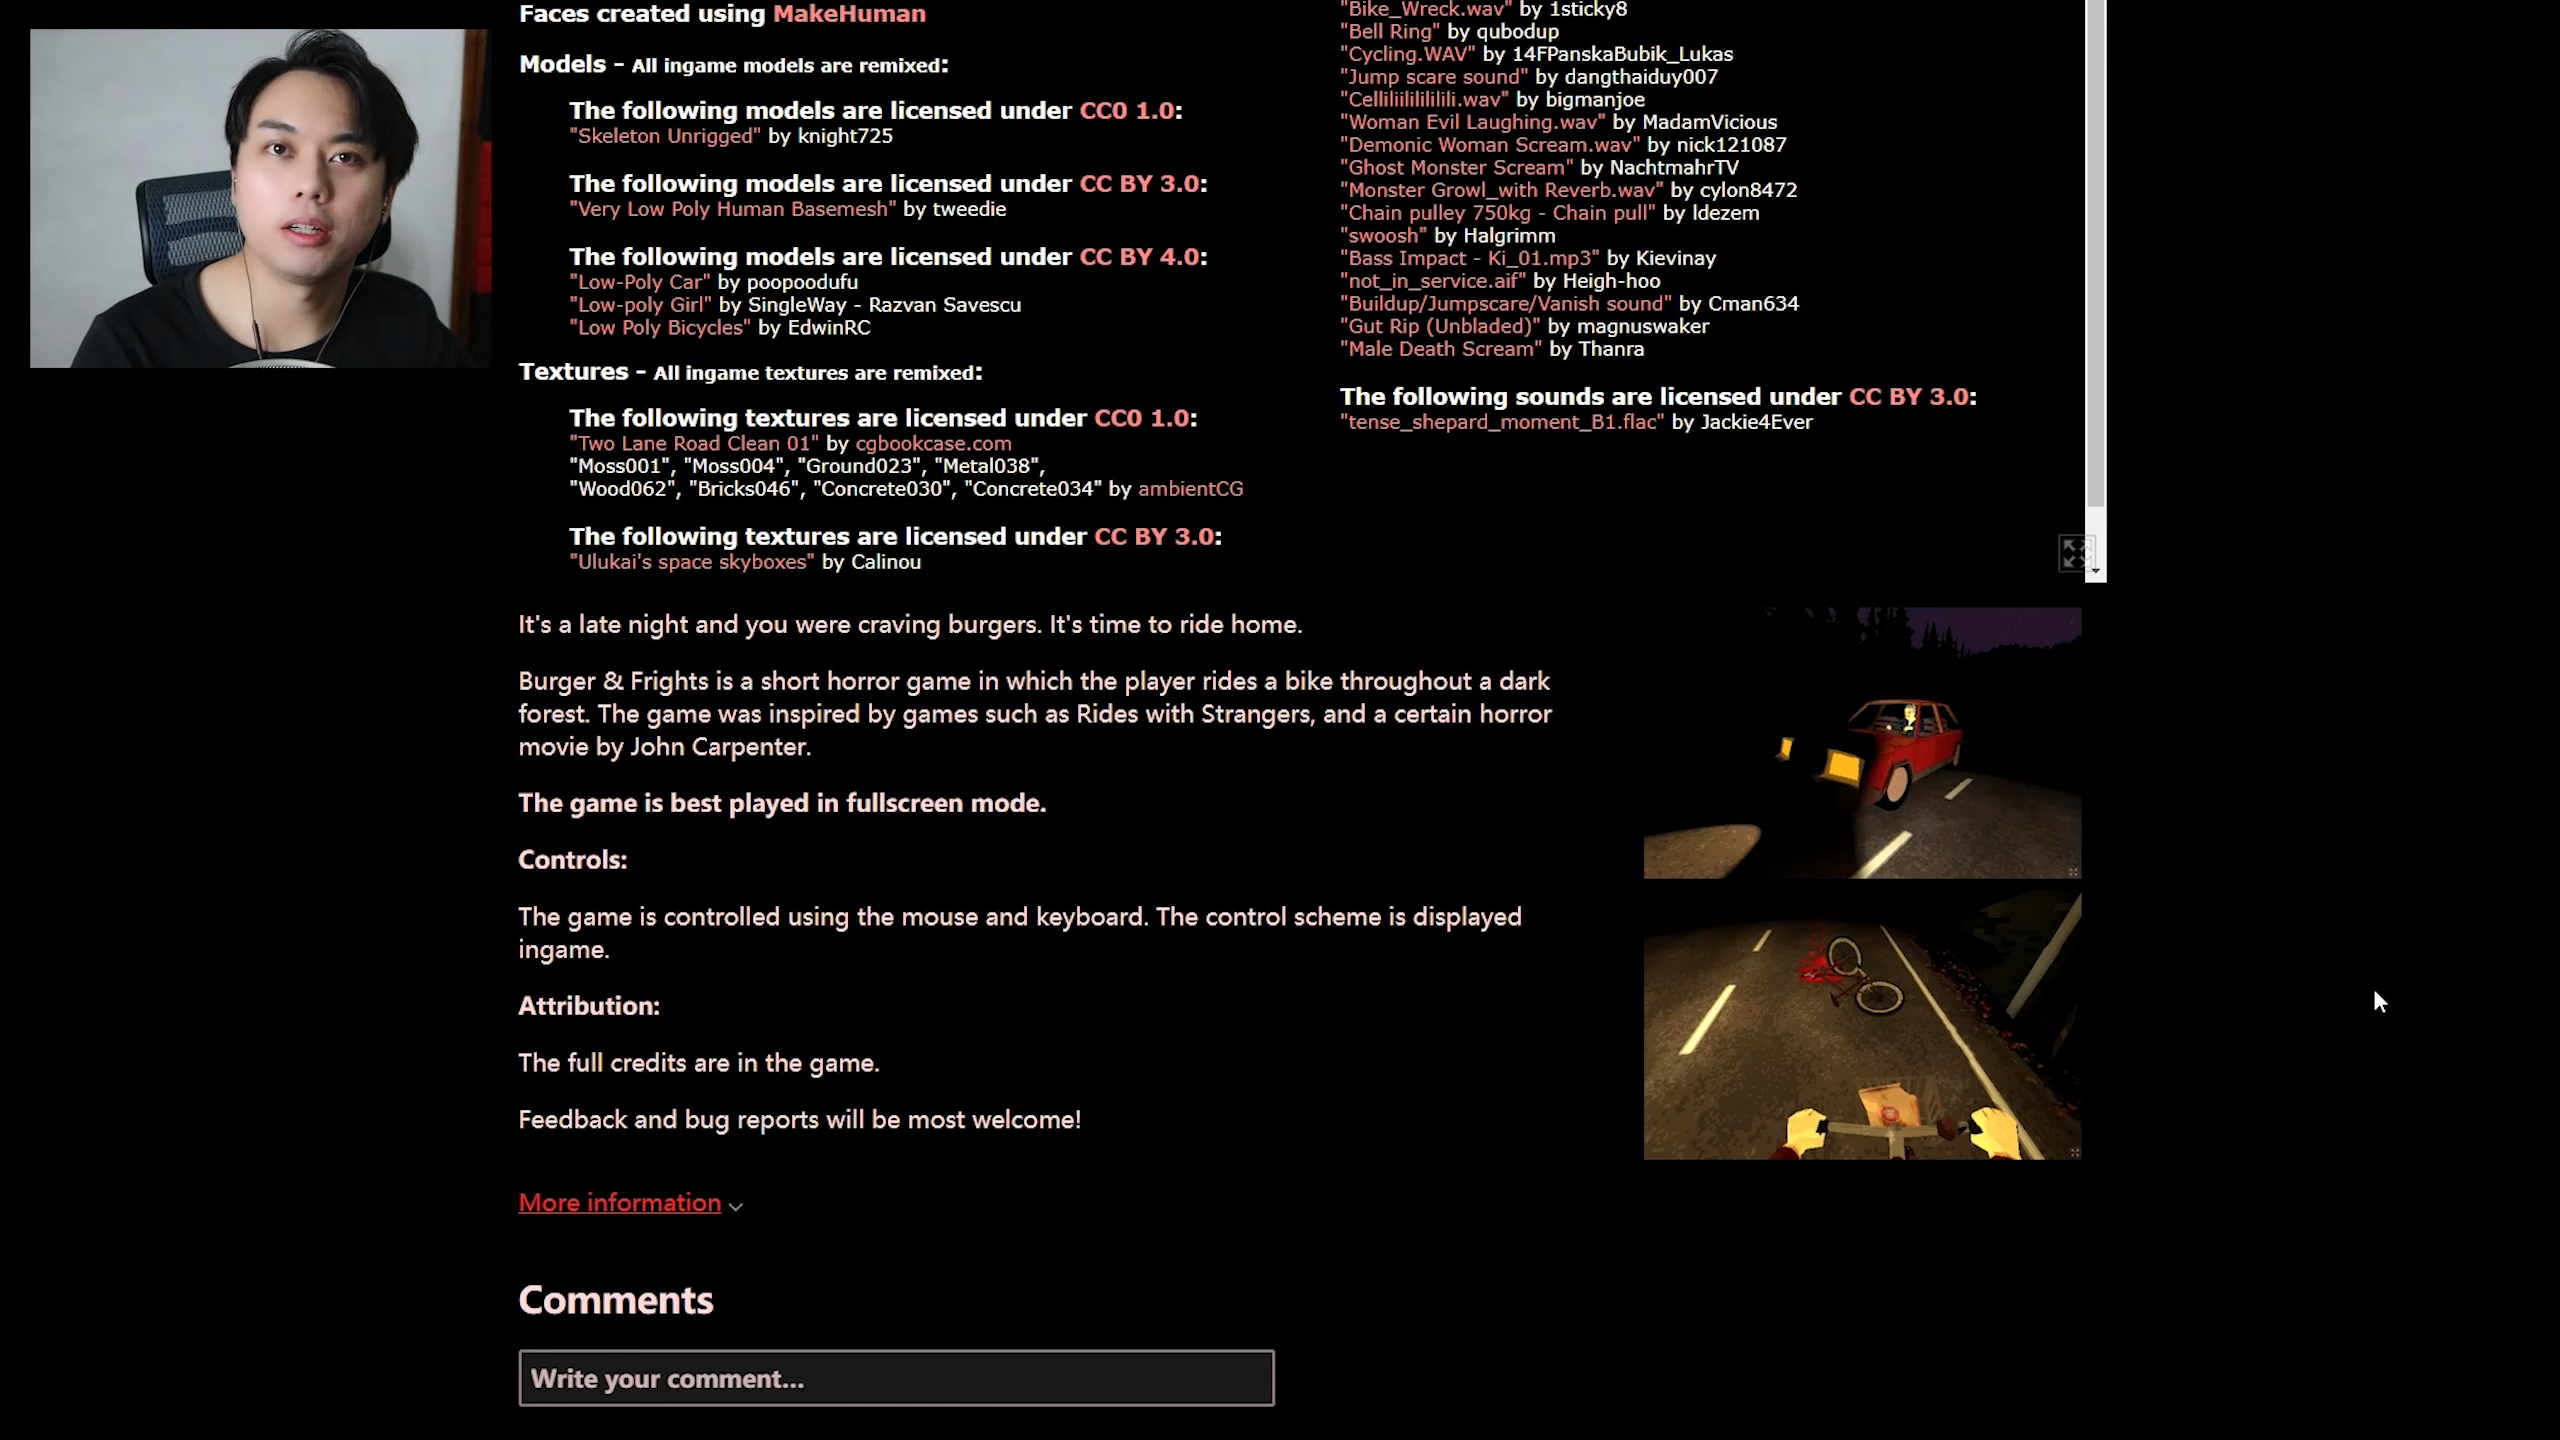 Faces created using MakeHuman
Models - All ingame models are remixed:
The following models are licensed under CC0 1.0:
"Skeleton Unrigged" by knight725
The following models are licensed under CC BY 3.0:
"Very Low Poly Human Basemesh" by tweedie
The following models are licensed under CC BY 4.0:
"Low-Poly Car" by poopoodufu
"Low-poly Girl" by SingleWay - Razvan Savescu
"Low Poly Bicycles" by EdwinRC
Textures - All ingame textures are remixed:
The following textures are licensed under CC0 1.0:
"Two Lane Road Clean 01" by cgbookcase.com
"Moss001", "Moss004", "Ground023", "Metal038",
"Wood062", "Bricks046", "Concrete030", "Concrete034" by ambientCG
The following textures are licensed under CC BY 3.0:
"Ulukai's space skyboxes" by Calinou
"Bike_Wreck.wav" by 1sticky8
"Bell Ring" by qubodup
"Cycling.WAV" by 14FPanskaBubik_Lukas
"Jump scare sound" by dangthaiduy007
"Celliliilililili.wav" by bigmanjoe
"Woman Evil Laughing.wav" by MadamVicious
"Demonic Woman Scream.wav" by nick121087
"Ghost Monster Scream" by NachtmahrTV
"Monster Growl_with Reverb.wav" by cylon8472
"Chain pulley 750kg - Chain pull" by ldezem
"swoosh" by Halgrimm
"Bass Impact - Ki_01.mp3" by Kievinay
"not_in_service.aif" by Heigh-hoo
"Buildup/Jumpscare/Vanish sound" by Cman634
"Gut Rip (Unbladed)" by magnuswaker
"Male Death Scream" by Thanra
The following sounds are licensed under CC BY 3.0:
"tense_shepard_moment_B1.flac" by Jackie4Ever
It's a late night and you were craving burgers. It's time to ride home.
Burger & Frights is a short horror game in which the player rides a bike throughout a dark
forest. The game was inspired by games such as Rides with Strangers, and a certain horror
movie by John Carpenter.
The game is best played in fullscreen mode.
Controls:
The game is controlled using the mouse and keyboard. The control scheme is displayed
ingame.
Attribution:
The full credits are in the game.
Feedback and bug reports will be most welcome!
More information
Comments
Write your comment...